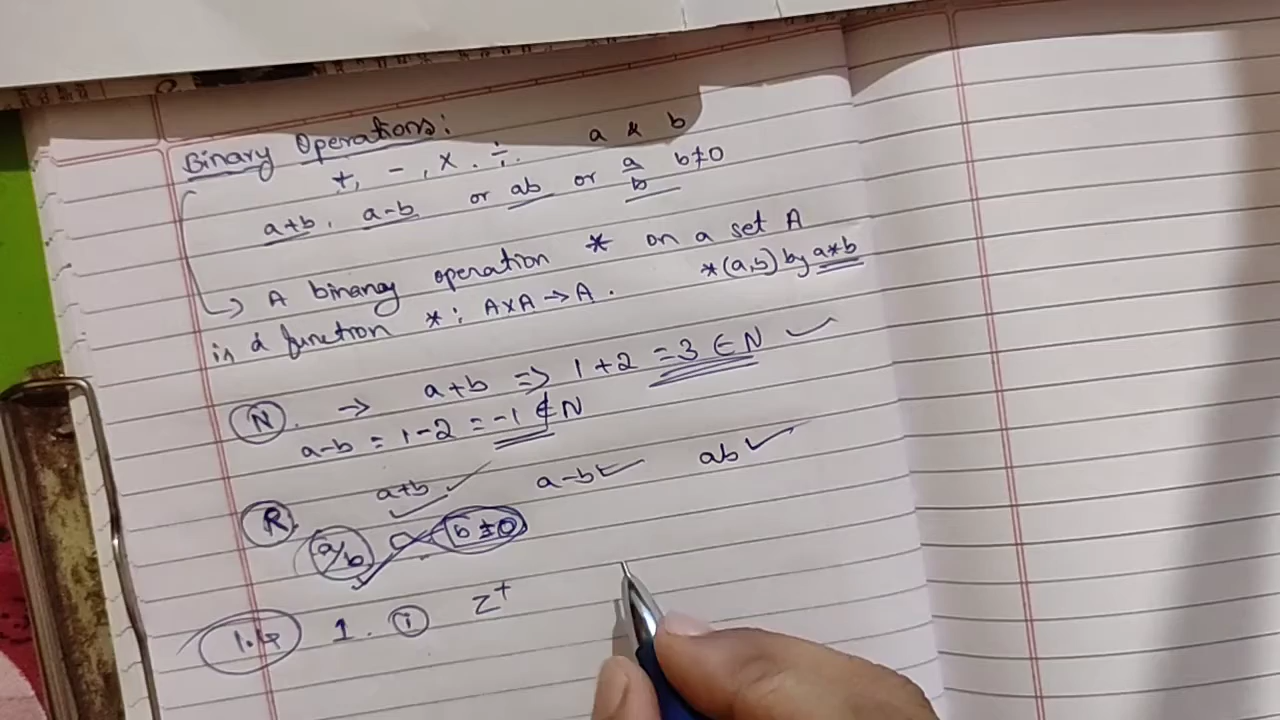 Binary Operations:
+, -, x. ÷. a & b
a+b, a-b or ab or a/b b≠0
→ A binary operation * on a set A
is a function *: AxA → A. *(a,b) by a*b
N. → a+b => 1+2 =3 ∈ N ✓
a-b = 1-2 = -1 ∉ N
R. a+b ✓ a-b ✓ ab ✓
a/b b≠0
1.4 1. (i) Z⁺